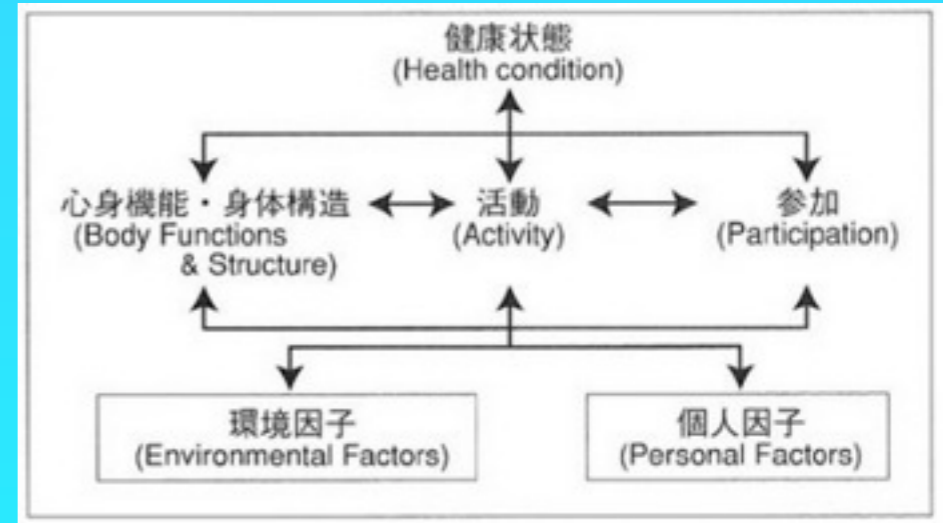 健康状態
(Health condition)
心身機能・身体構造
(Body Functions
& Structure)
活動
(Activity)
参加
(Participation)
環境因子
(Environmental Factors)
個人因子
(Personal Factors)